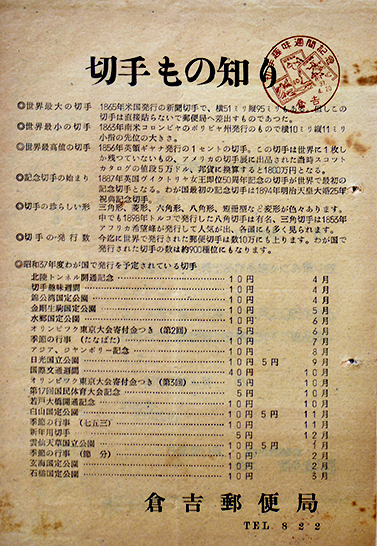 切手もの知り
切手趣味週間記念
倉吉
◎世界最大の切手 1865年米国発行の新聞切手で、横51ミリ縦95ミリ 但しこの
切手は直接貼らないで郵便局へ差出すものであった。
◎世界最小の切手 1863年南米コロンビヤのボリビヤ州発行のもので横10ミリ縦11ミリ
小指の先位の大きさ。
◎世界最高値の切手 1856年英領ギヤナ発行の1セントの切手。この切手は世界に1枚し
か残つていないもの、アメリカの切手展に出品された当時スコツト
カタログの値段5万ドル、邦貨に換算すると1800万円となる。
◎記念切手の始まり 1897年英国ヴイクトリヤ女王即位50周年記念の切手が世界で最初の
記念切手となる。わが国最初の記念切手は1894年明治天皇大婚25年
祝典記念切手。
◎切手の珍らしい形 三角形、菱形、六角形、八角形、短冊型など変形が色々あります。
中でも1898年トルコで発行した八角切手は有名、三角切手は1853年
アフリカ希望峰が発行して人気が出、各国にも多く見られます。
◎切手の発行数 今迄に世界で発行された郵便切手は数10万にも上ります。わが国で
発行された切手の数は約900種位にもなります。
◎昭和37年度わが国で発行を予定されている切手
北陸トンネル開通記念 10円 4月
切手趣味週間 10円 4月
錦公湾国定公園 10円 4月
金剛生駒国定公園 10円 5月
水郷国定公園 10円 6月
オリンピツク東京大会寄付金つき(第2回) 5円 6月
季節の行事(たなばた) 10円 7月
アジア、ジヤンボリー記念 10円 8月
日光国立公園 10円 5円 9月
国際文通週間 40円 10月
オリンピツク東京大会寄付金つき(第3回) 5円 10月
第17回国民体育大会記念 5円 10月
若戸大橋開通記念 10円 10月
白山国定公園 10円 5円 11月
季節の行事(七五三) 10円 11月
新年用切手 5円 12月
雲仙天草国立公園 10円 5円 1月
季節の行事(節分) 10円 2月
玄海国定公園 10円 2月
石槌国定公園 10円 3月
倉吉郵便局
TEL 822